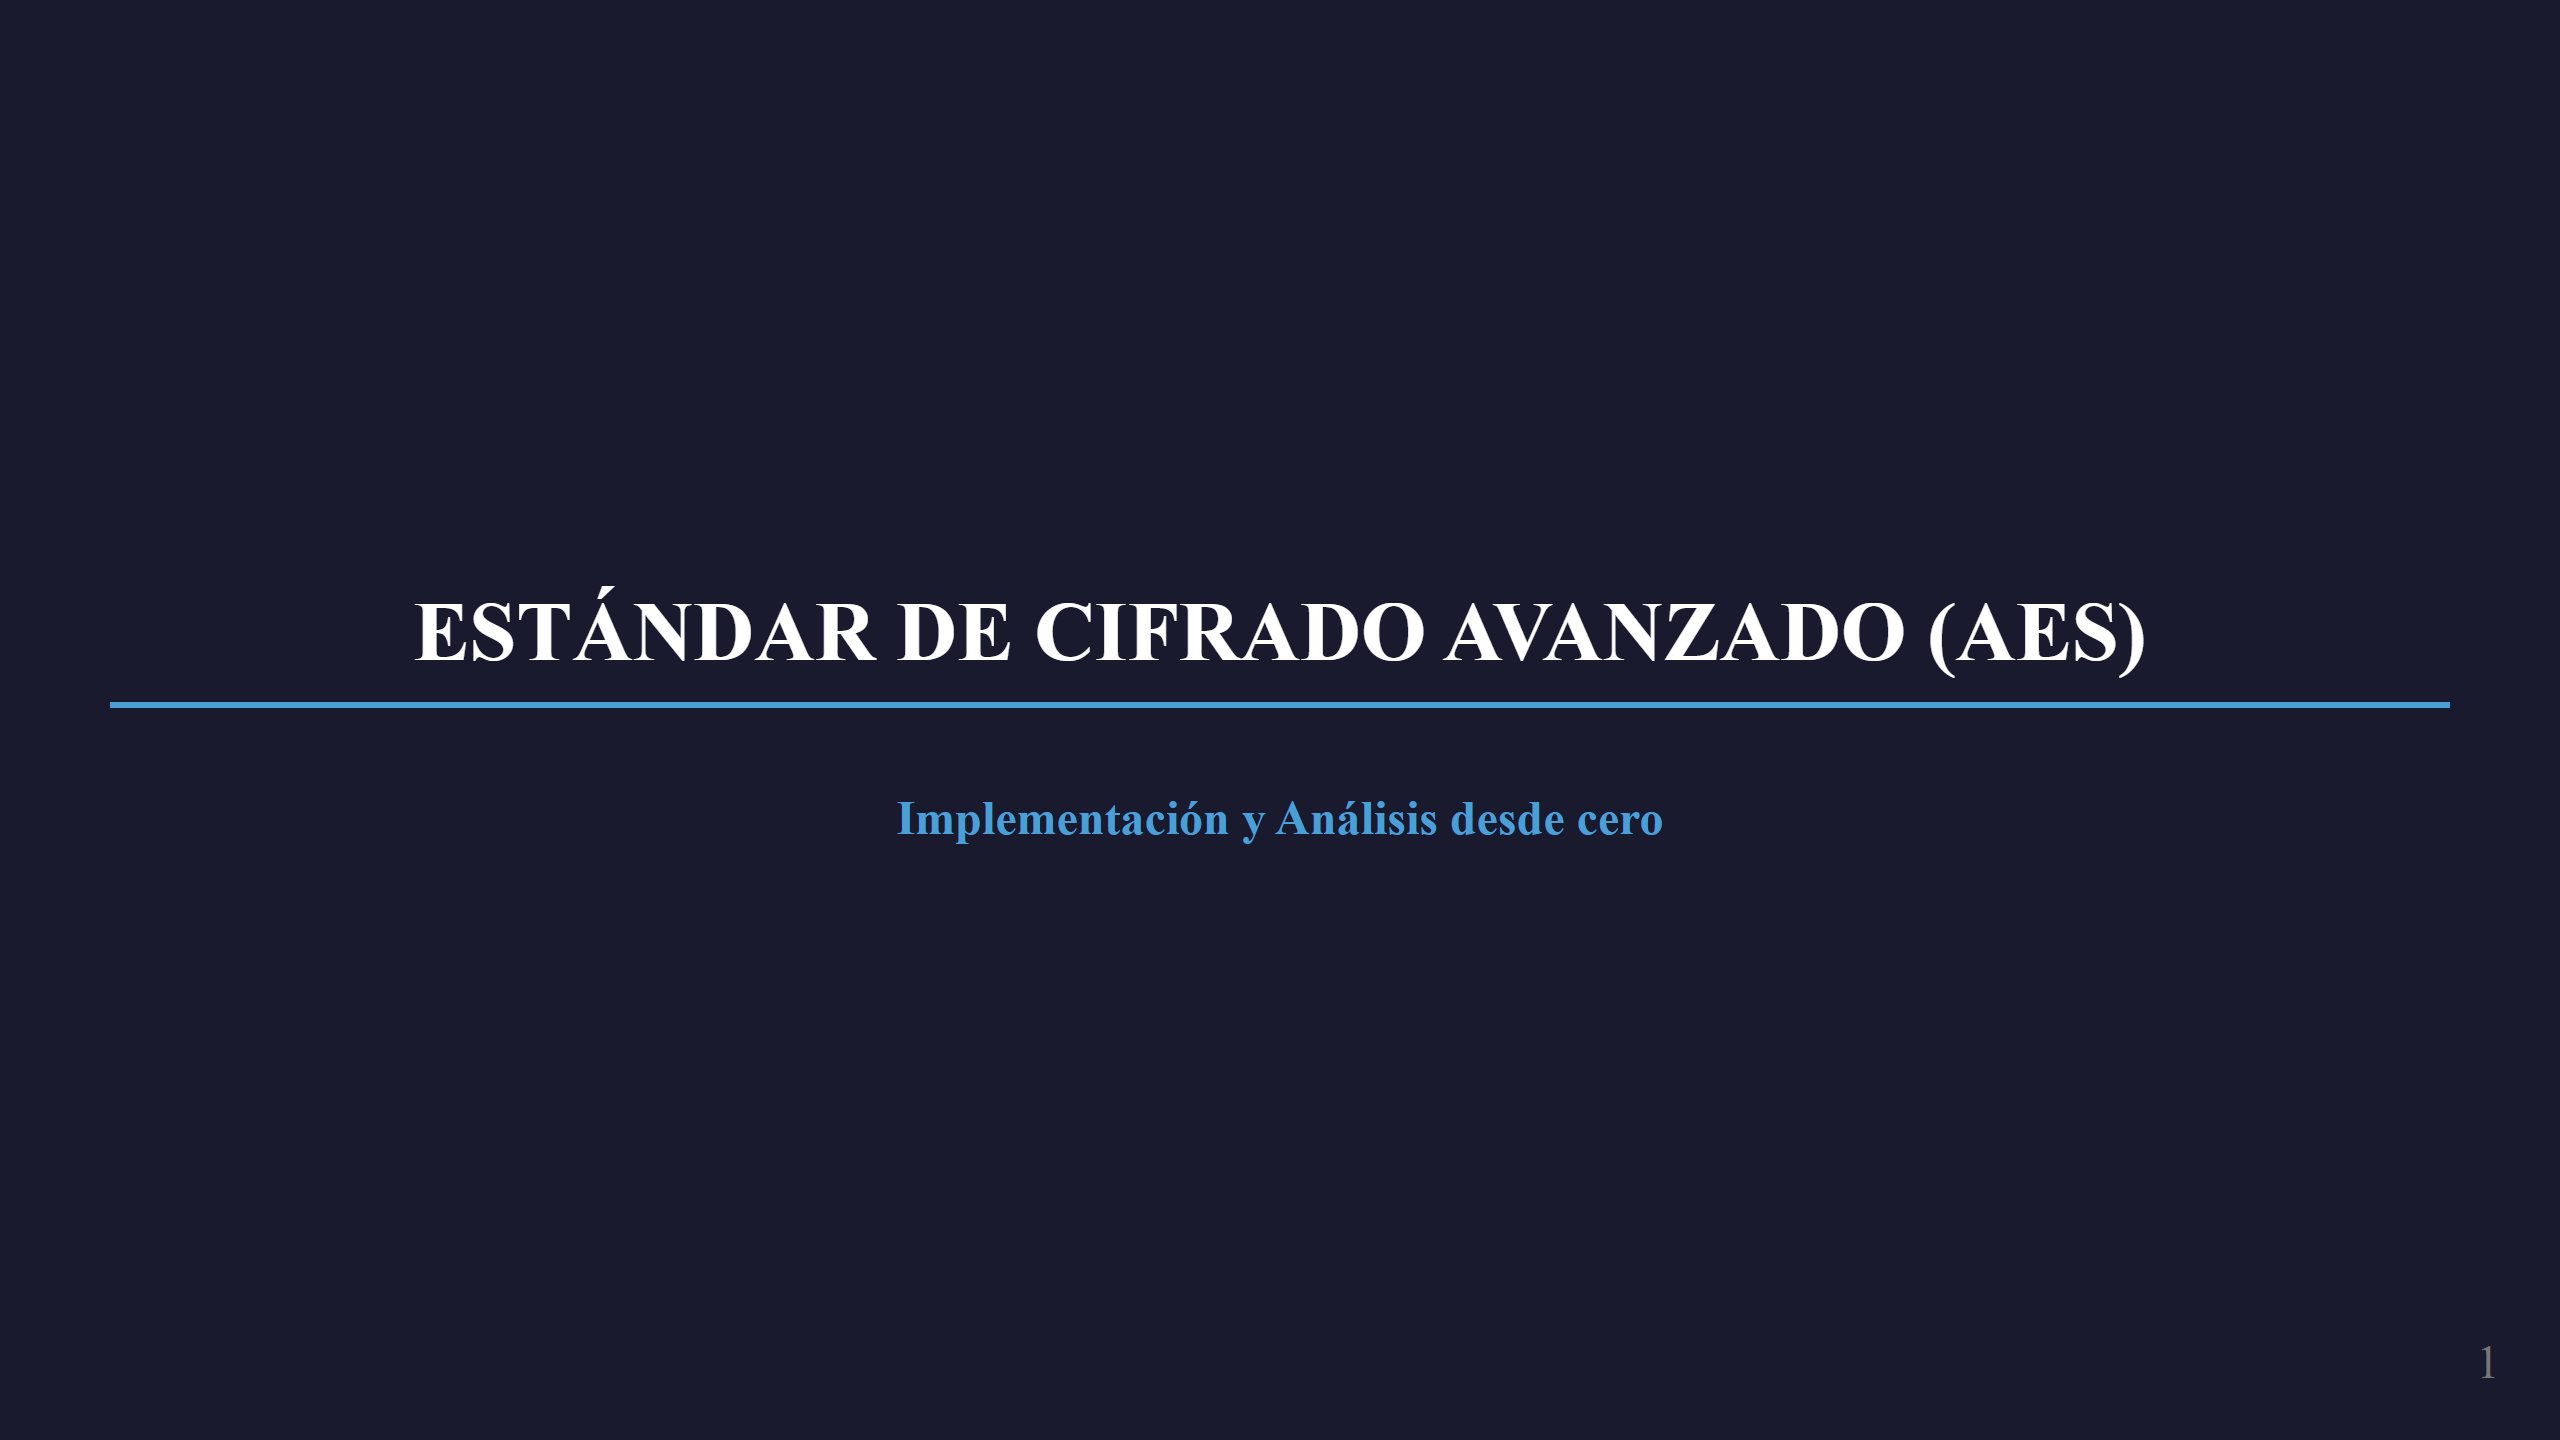 ESTÁNDAR DE CIFRADO AVANZADO (AES)
Implementación y Análisis desde cero
1